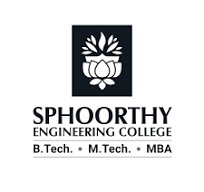 SPHOORTHY
ENGINEERING COLLEGE
B.Tech. • M.Tech. • MBA